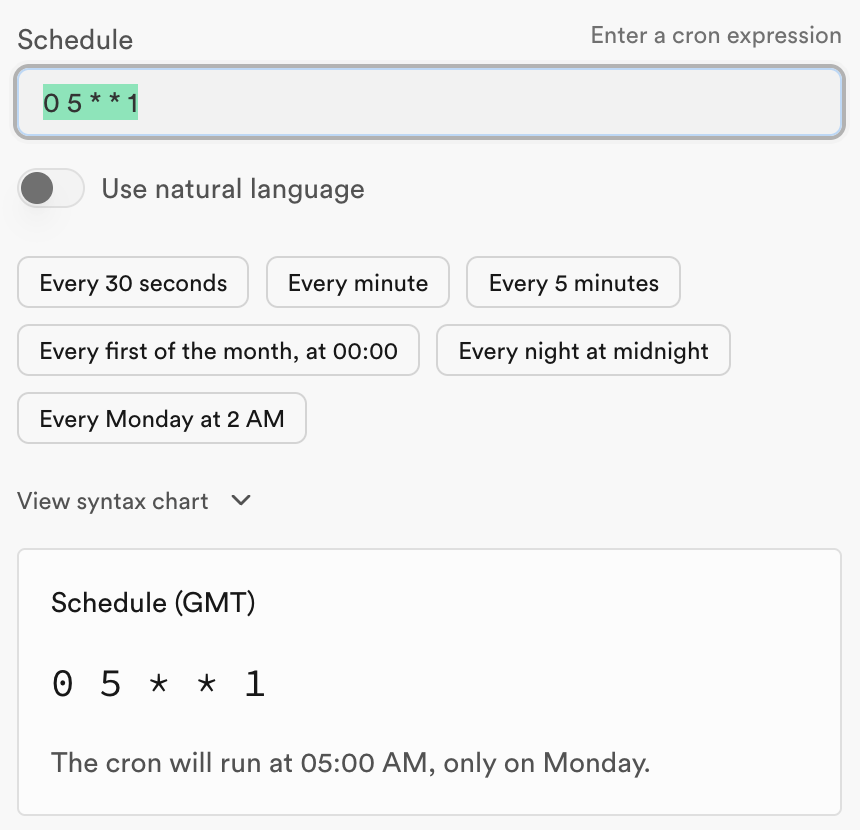 Schedule
Enter a cron expression
0 5 * * 1
Use natural language
Every 30 seconds
Every minute
Every 5 minutes
Every first of the month, at 00:00
Every night at midnight
Every Monday at 2 AM
View syntax chart
Schedule (GMT)
0 5 * * 1
The cron will run at 05:00 AM, only on Monday.